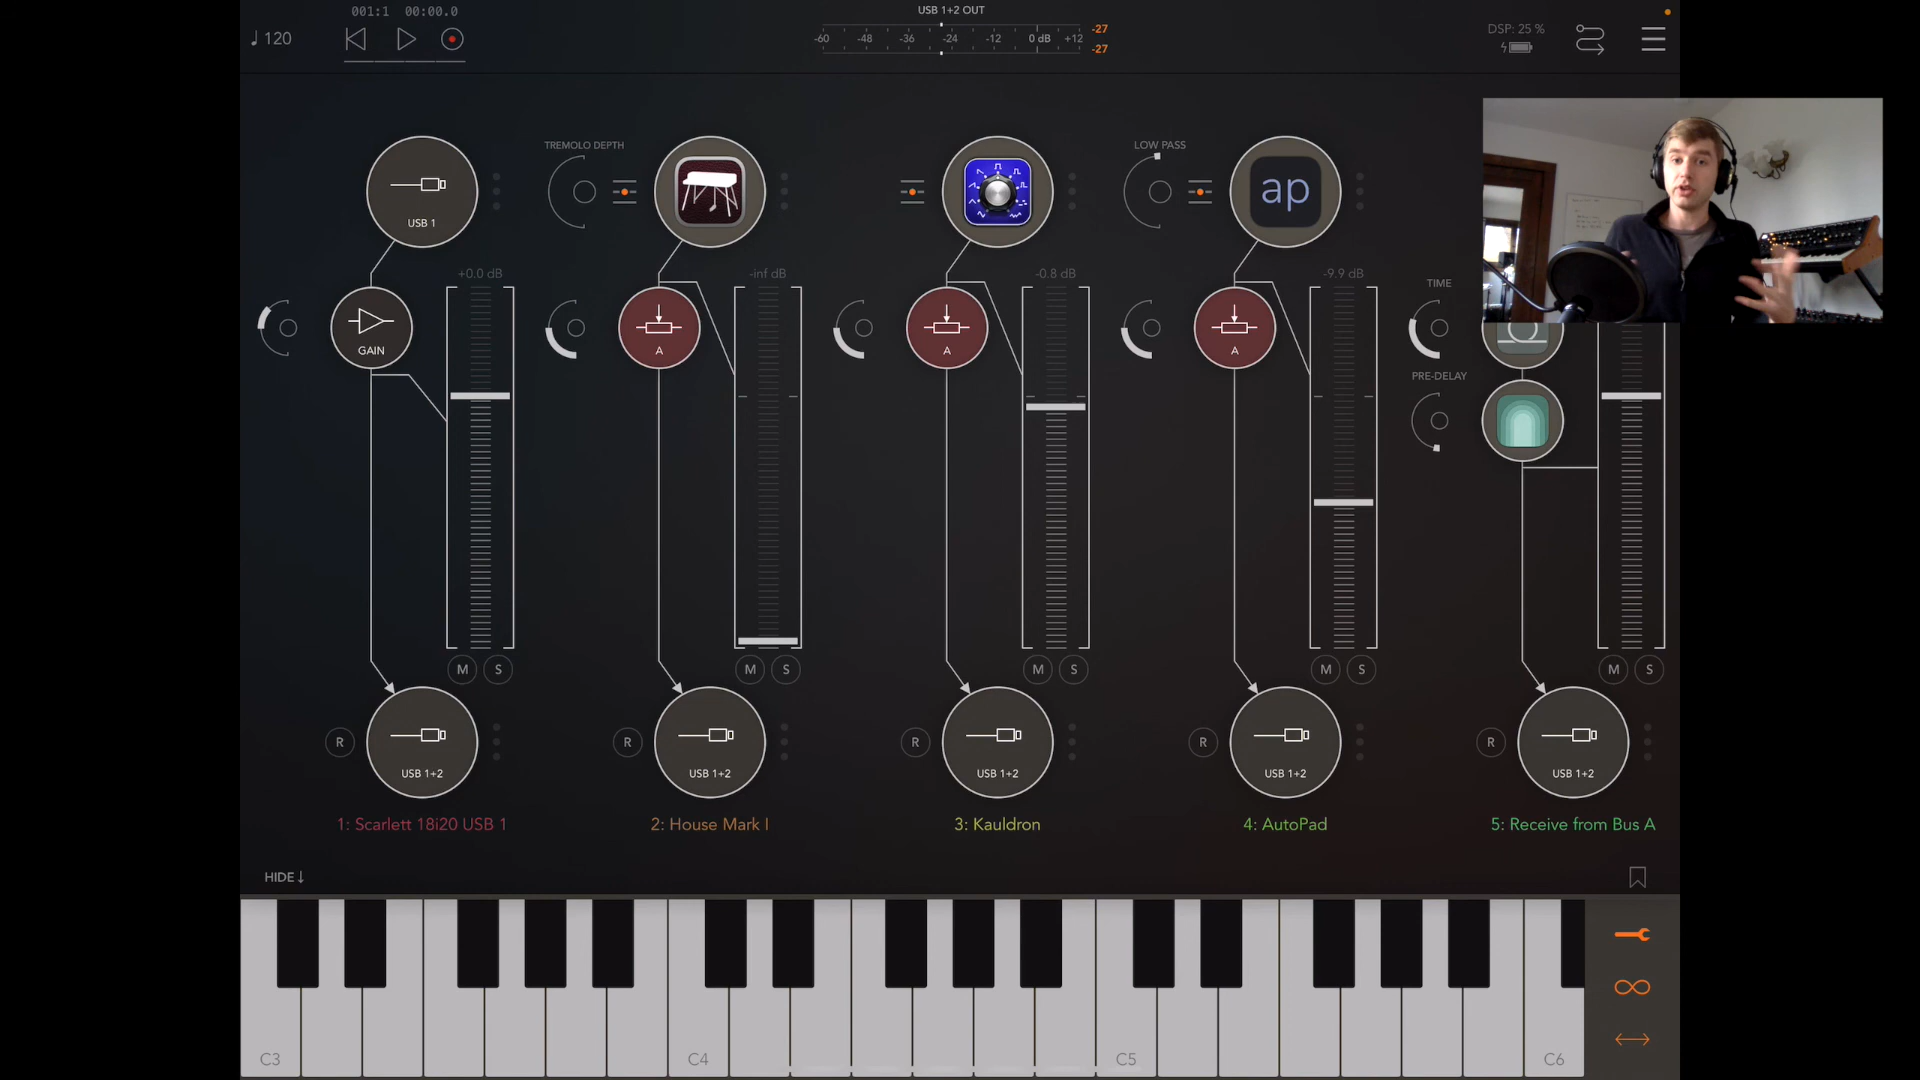 001:1 00:00.0
USB 1+2 OUT
120
-60 -48 -36 -24 -12 0 dB +12
-27
-27
DSP: 25 %
TREMOLO DEPTH
LOW PASS
ap
USB 1
+0.0 dB
-inf dB
-0.8 dB
-9.9 dB
TIME
GAIN
A
A
A
PRE-DELAY
M S
M S
M S
M S
M S
R
R
R
R
R
USB 1+2
USB 1+2
USB 1+2
USB 1+2
USB 1+2
1: Scarlett 18i20 USB 1
2: House Mark I
3: Kauldron
4: AutoPad
5: Receive from Bus A
HIDE↓
C3
C4
C5
C6